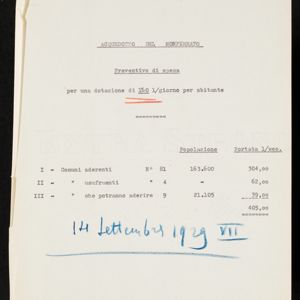 ACQUEDOTTO DEL MONFERRATO
Preventivo di spesa
per una dotazione di 150 l/giorno per abitante
Popolazione Portata l/sec.
I - Comuni aderenti N° 81 163.600 304,00
II - " usufruenti " 4 - 62,00
III - " che potranno aderire " 9 21.105 39,00
405,00
14 Settembre 1929 VII